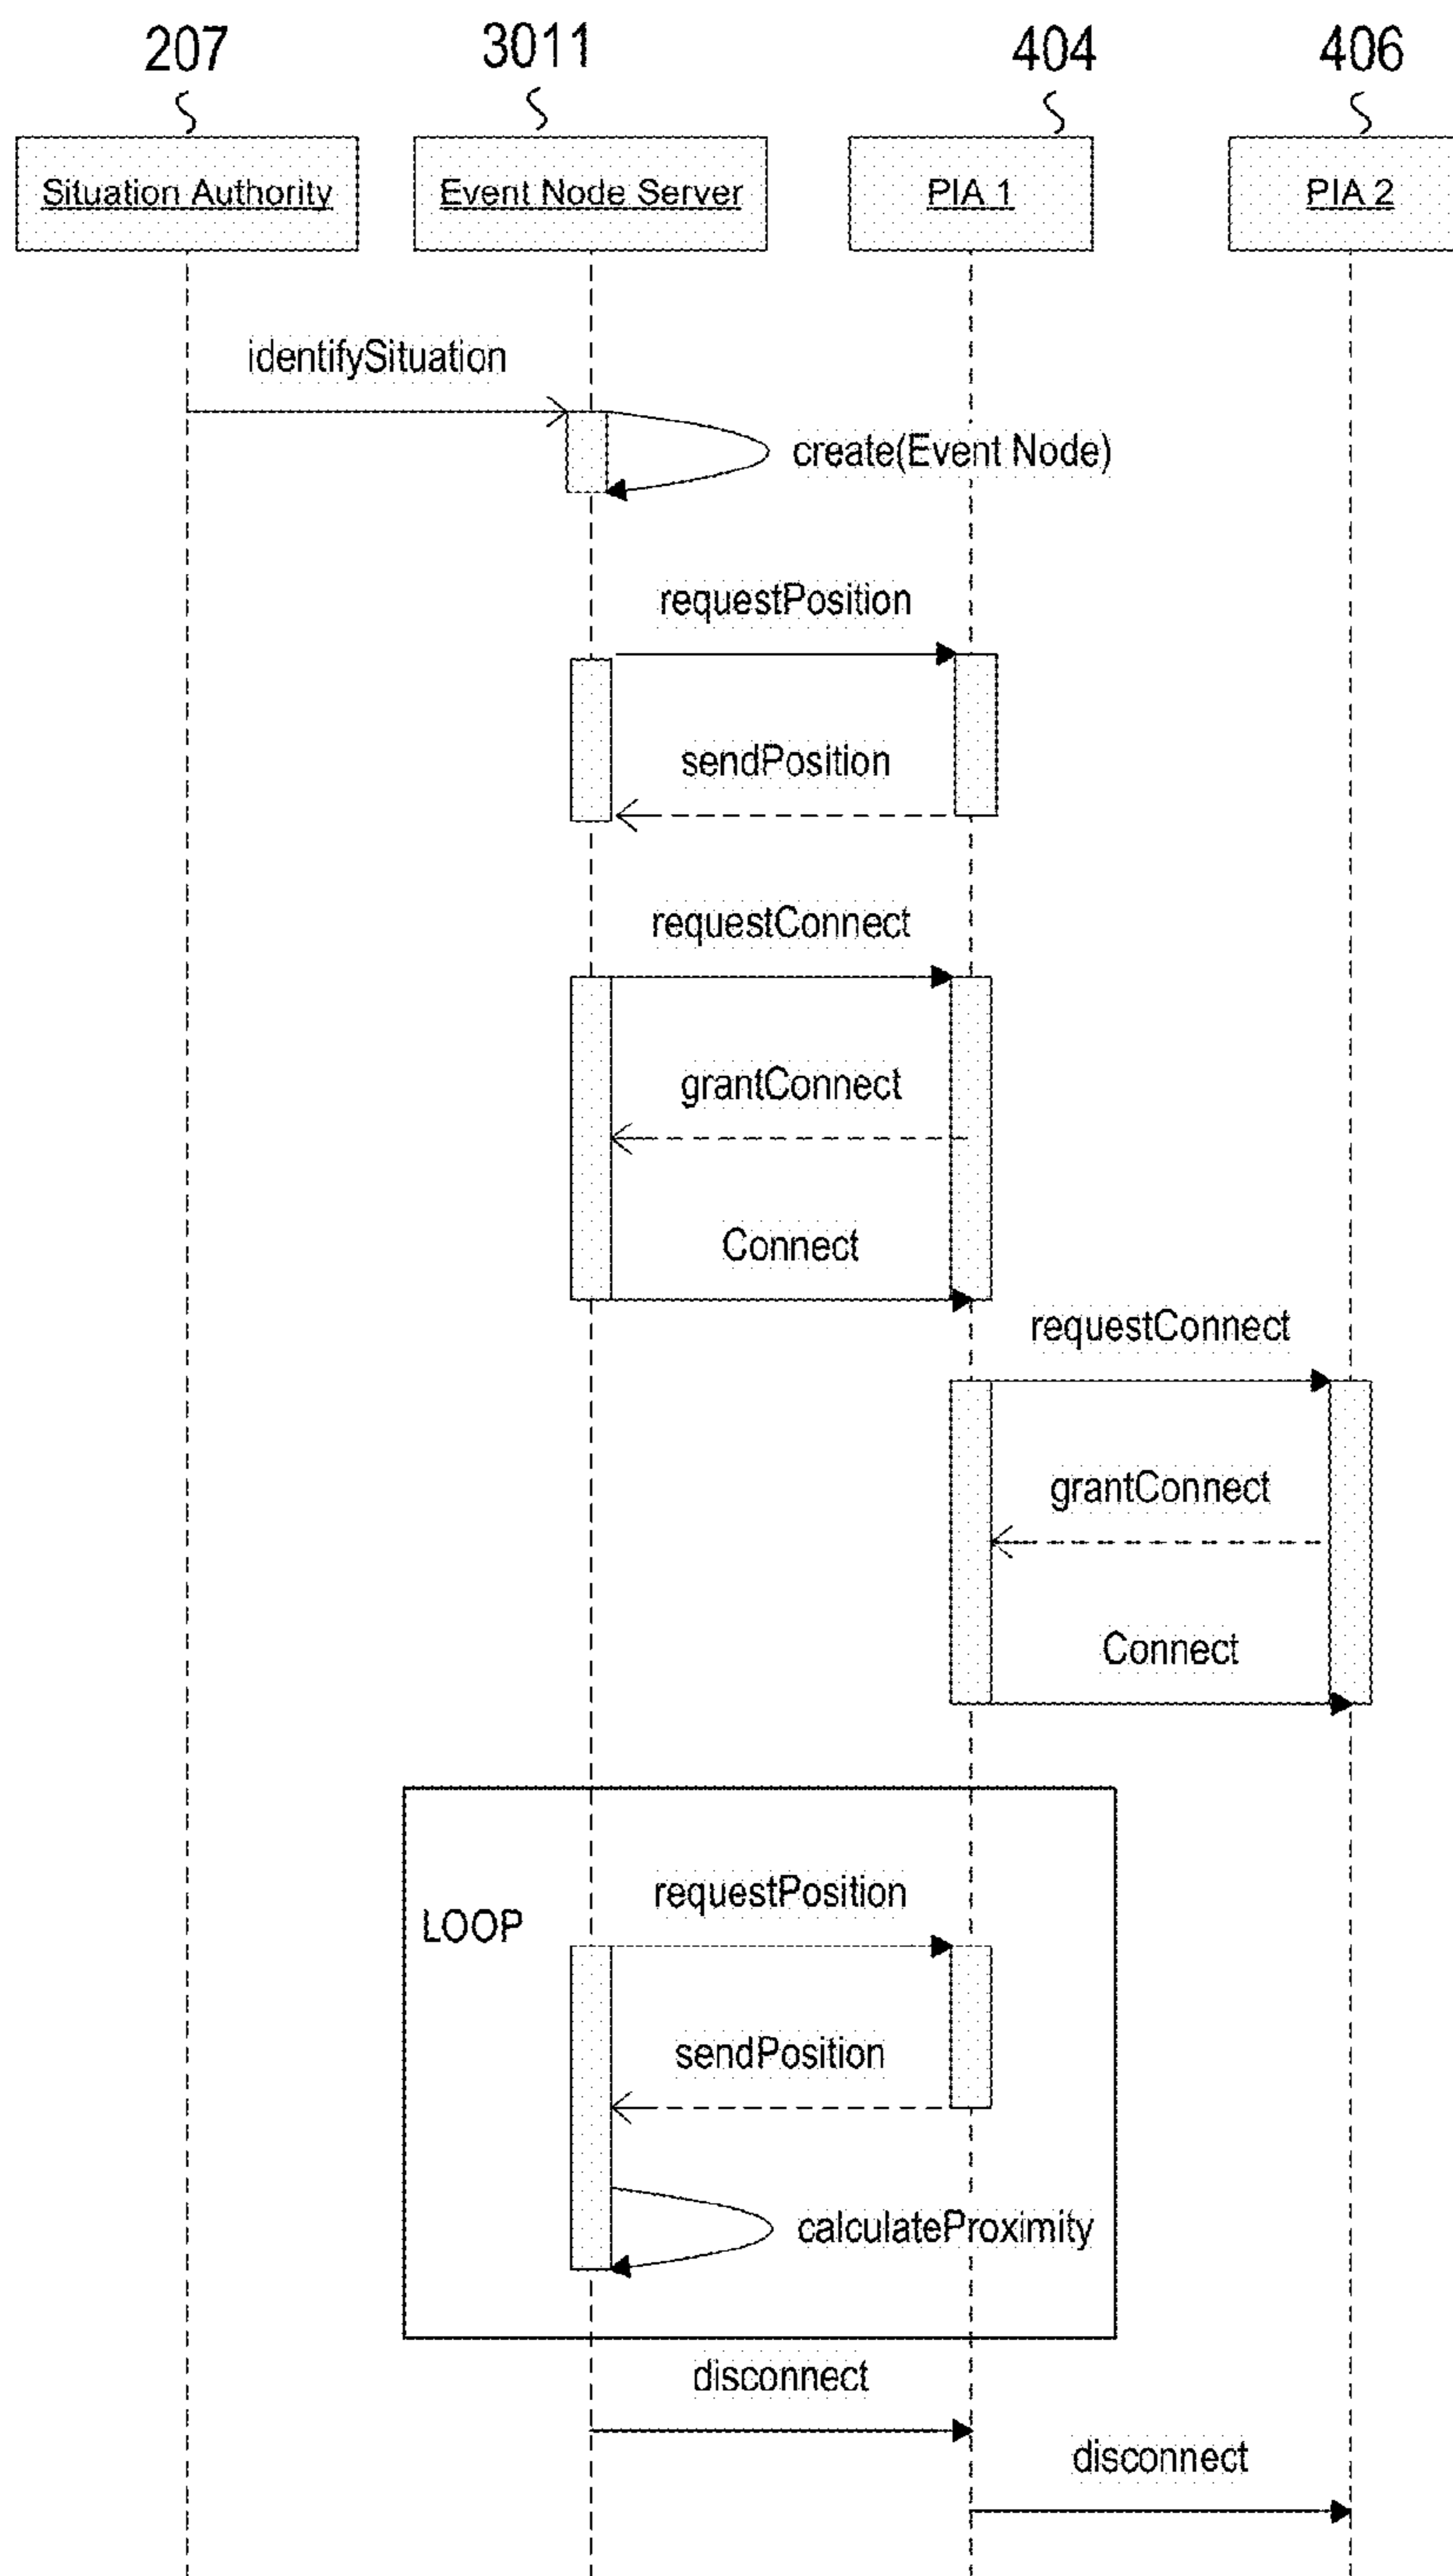 207 3011 404 406
Situation Authority Event Node Server PIA 1 PIA 2
identifySituation
create(Event Node)
requestPosition
sendPosition
requestConnect
grantConnect
Connect
requestConnect
grantConnect
Connect
requestPosition
LOOP
sendPosition
calculateProximity
disconnect
disconnect